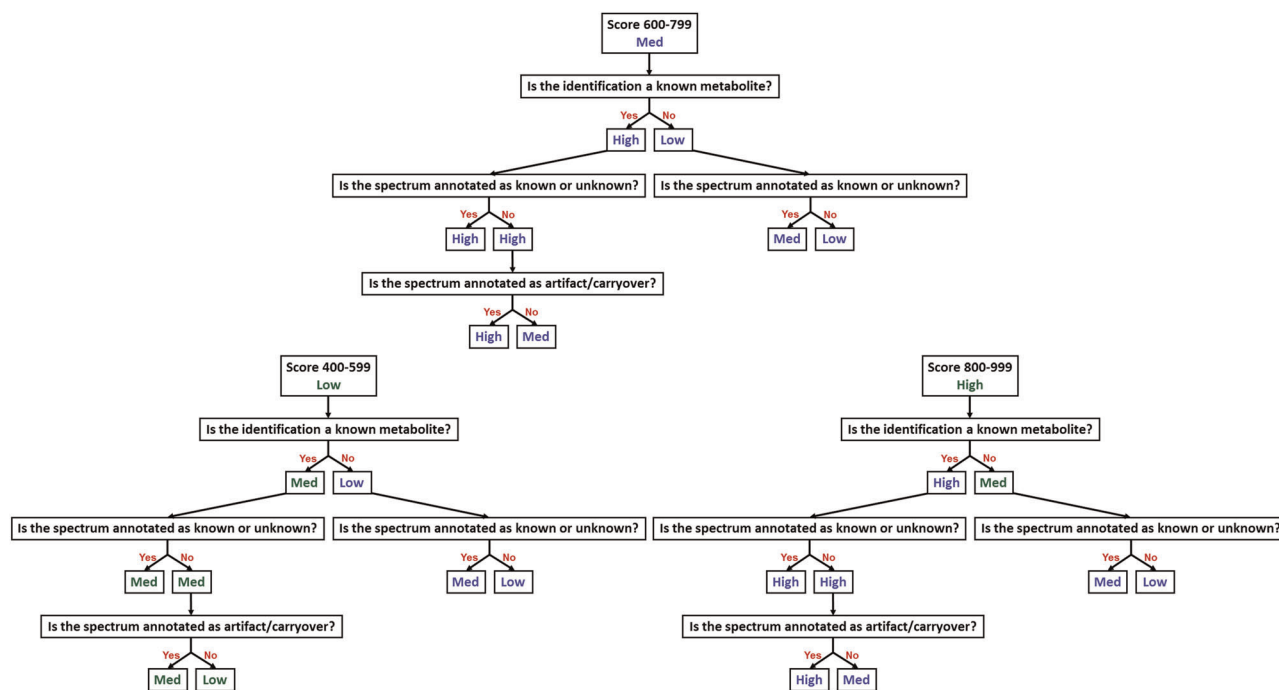 Score 600-799
Med
Is the identification a known metabolite?
Yes No
High Low
Is the spectrum annotated as known or unknown? Is the spectrum annotated as known or unknown?
Yes No Yes No
High High Med Low
Is the spectrum annotated as artifact/carryover?
Yes No
High Med
Score 400-599
Low
Is the identification a known metabolite?
Yes No
Med Low
Is the spectrum annotated as known or unknown? Is the spectrum annotated as known or unknown?
Yes No Yes No
Med Med Med Low
Is the spectrum annotated as artifact/carryover?
Yes No
Med Low
Score 800-999
High
Is the identification a known metabolite?
Yes No
High Med
Is the spectrum annotated as known or unknown? Is the spectrum annotated as known or unknown?
Yes No Yes No
High High Med Low
Is the spectrum annotated as artifact/carryover?
Yes No
High Med